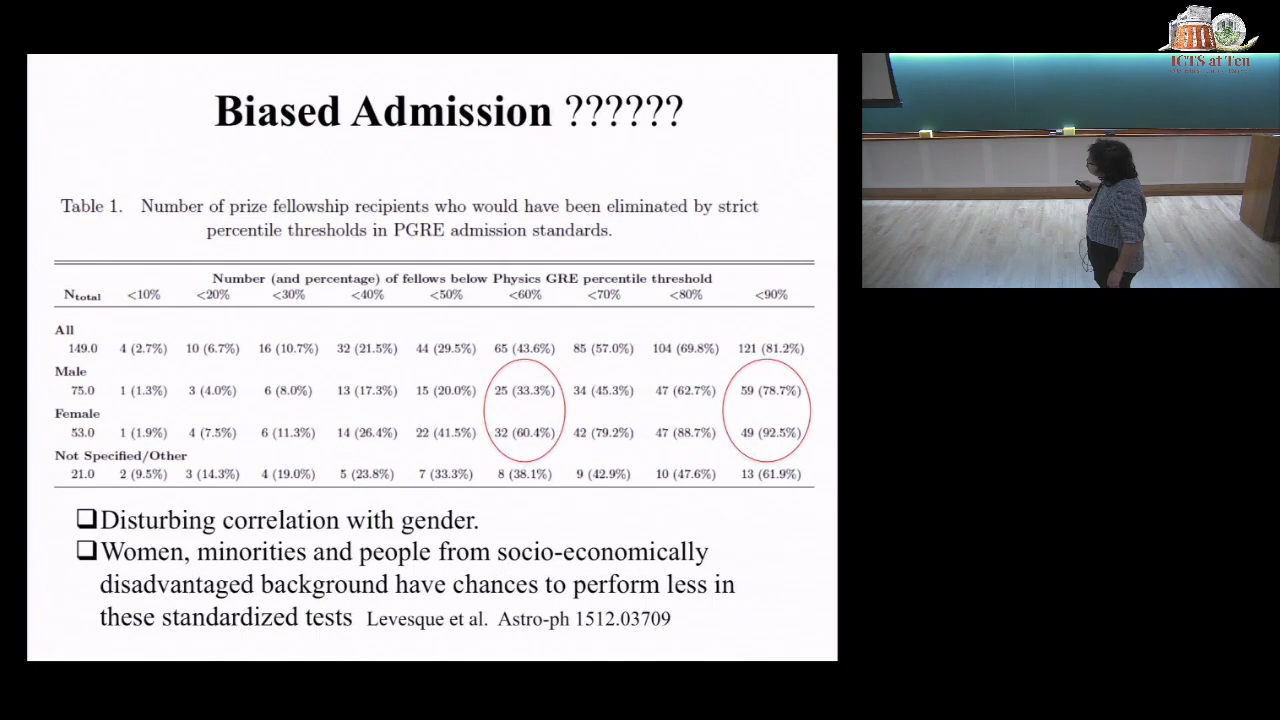 ICTS at Ten
Biased Admission ??????
Table 1. Number of prize fellowship recipients who would have been eliminated by strict
percentile thresholds in PGRE admission standards.
Number (and percentage) of fellows below Physics GRE percentile threshold
Ntotal <10% <20% <30% <40% <50% <60% <70% <80% <90%
All
149.0 4 (2.7%) 10 (6.7%) 16 (10.7%) 32 (21.5%) 44 (29.5%) 65 (43.6%) 85 (57.0%) 104 (69.8%) 121 (81.2%)
Male
75.0 1 (1.3%) 3 (4.0%) 6 (8.0%) 13 (17.3%) 15 (20.0%) 25 (33.3%) 34 (45.3%) 47 (62.7%) 59 (78.7%)
Female
53.0 1 (1.9%) 4 (7.5%) 6 (11.3%) 14 (26.4%) 22 (41.5%) 32 (60.4%) 42 (79.2%) 47 (88.7%) 49 (92.5%)
Not Specified/Other
21.0 2 (9.5%) 3 (14.3%) 4 (19.0%) 5 (23.8%) 7 (33.3%) 8 (38.1%) 9 (42.9%) 10 (47.6%) 13 (61.9%)
❑Disturbing correlation with gender.
❑Women, minorities and people from socio-economically
disadvantaged background have chances to perform less in
these standardized tests Levesque et al. Astro-ph 1512.03709